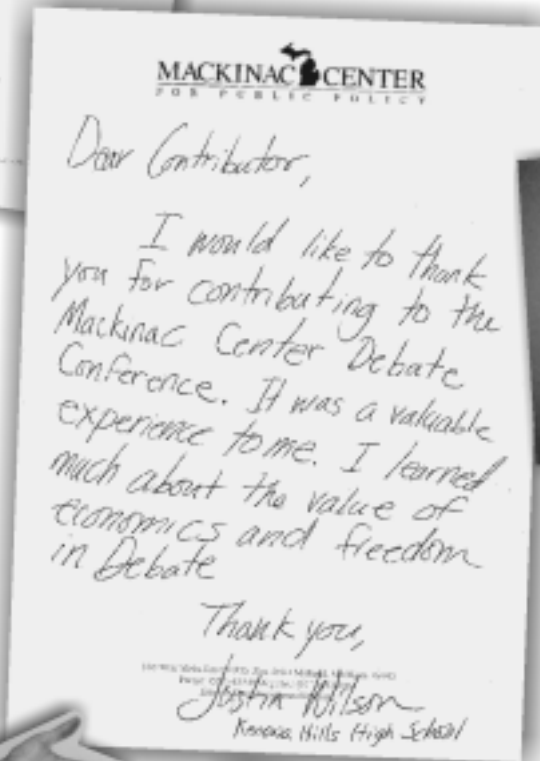 MACKINAC CENTER
FOR PUBLIC POLICY
Dear Contributor,
I would like to thank
you for contributing to the
Mackinac Center Debate
Conference. It was a valuable
experience to me. I learned
much about the value of
economics and freedom
in Debate
Thank you,
Justin Wilson
Hills High School